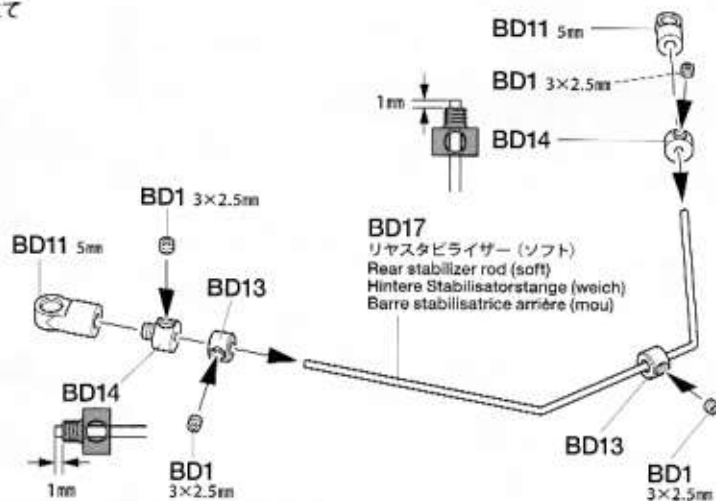 て
BD11 5mm
BD1 3×2.5mm
1mm
BD14
BD1 3×2.5mm
BD11 5mm
BD13
BD17
リヤスタビライザー（ソフト）
Rear stabilizer rod (soft)
Hintere Stabilisatorstange (weich)
Barre stabilisatrice arrière (mou)
BD14
1mm
BD1
3×2.5mm
BD13
BD1
3×2.5mm